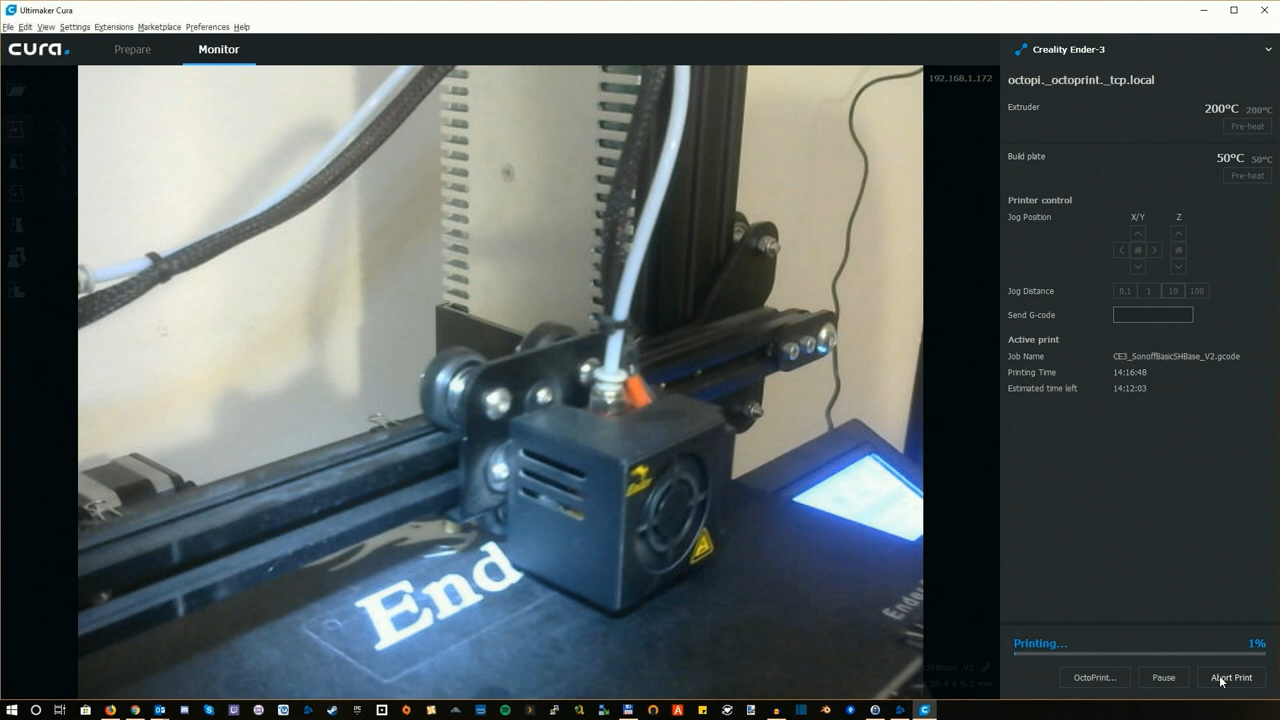 Ultimaker Cura
File Edit View Settings Extensions Marketplace Preferences Help
cura.
Prepare
Monitor
Creality Ender-3
192.168.1.172
octopi._octoprint._tcp.local
Extruder
200°C 200°C
Pre-heat
Build plate
50°C 50°C
Pre-heat
Printer control
Jog Position X/Y Z
Jog Distance 0.1 1 10 100
Send G-code
Active print
Job Name CE3_SonoffBasicSHBase_V2.gcode
Printing Time 14:16:48
Estimated time left 14:12:03
End
Ender
Printing... 1%
OctoPrint... Pause Abort Print